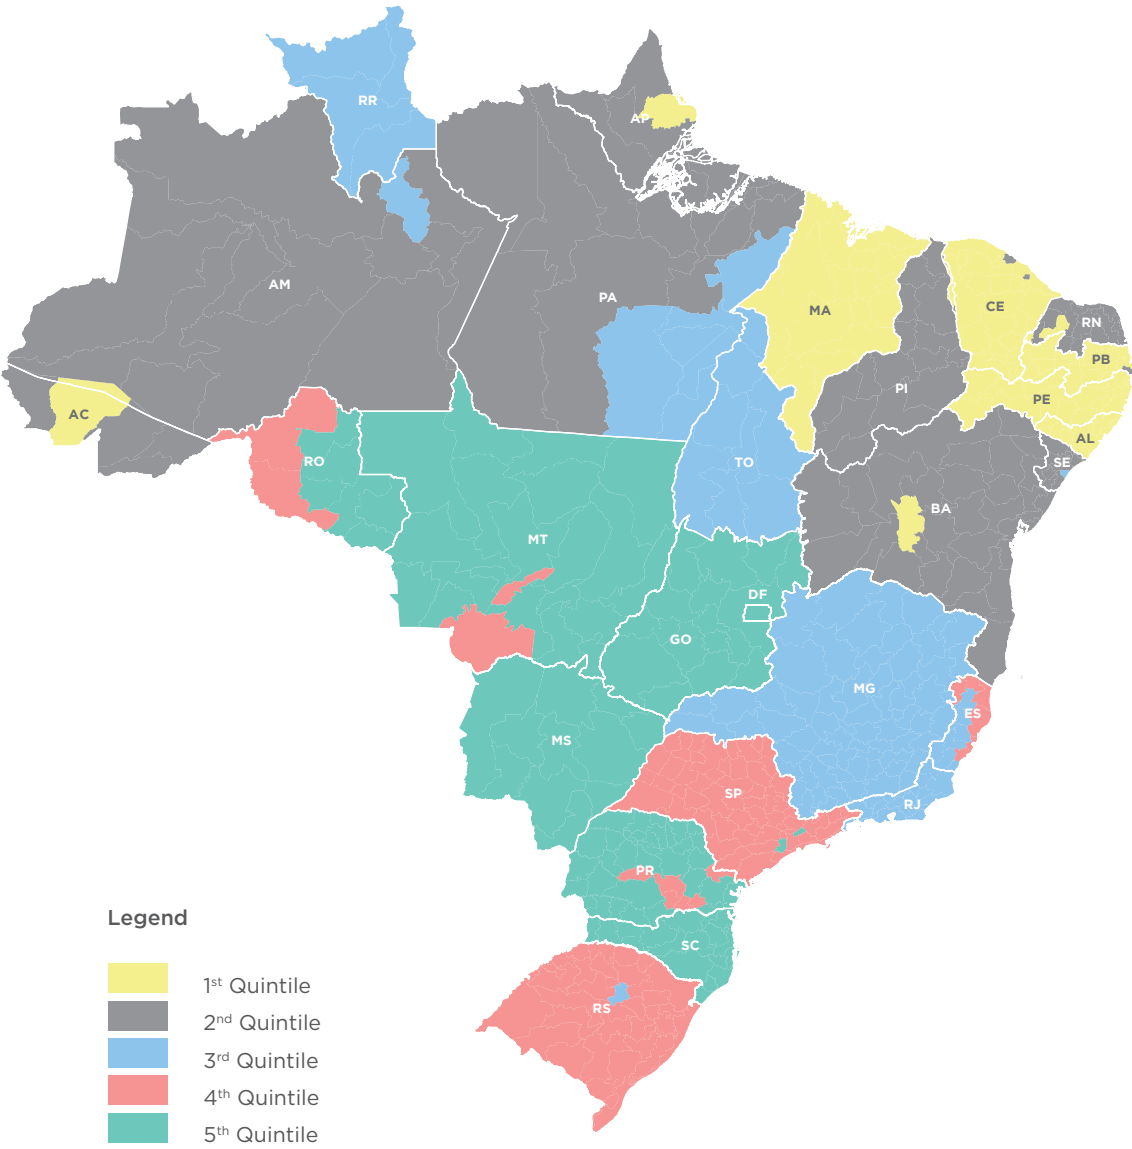 RR
AP
AM
PA
MA
CE
RN
PB
PI
PE
AC
AL
RO
TO
SE
BA
MT
DF
GO
MG
ES
MS
SP
RJ
PR
SC
RS
Legend
1st Quintile
2nd Quintile
3rd Quintile
4th Quintile
5th Quintile